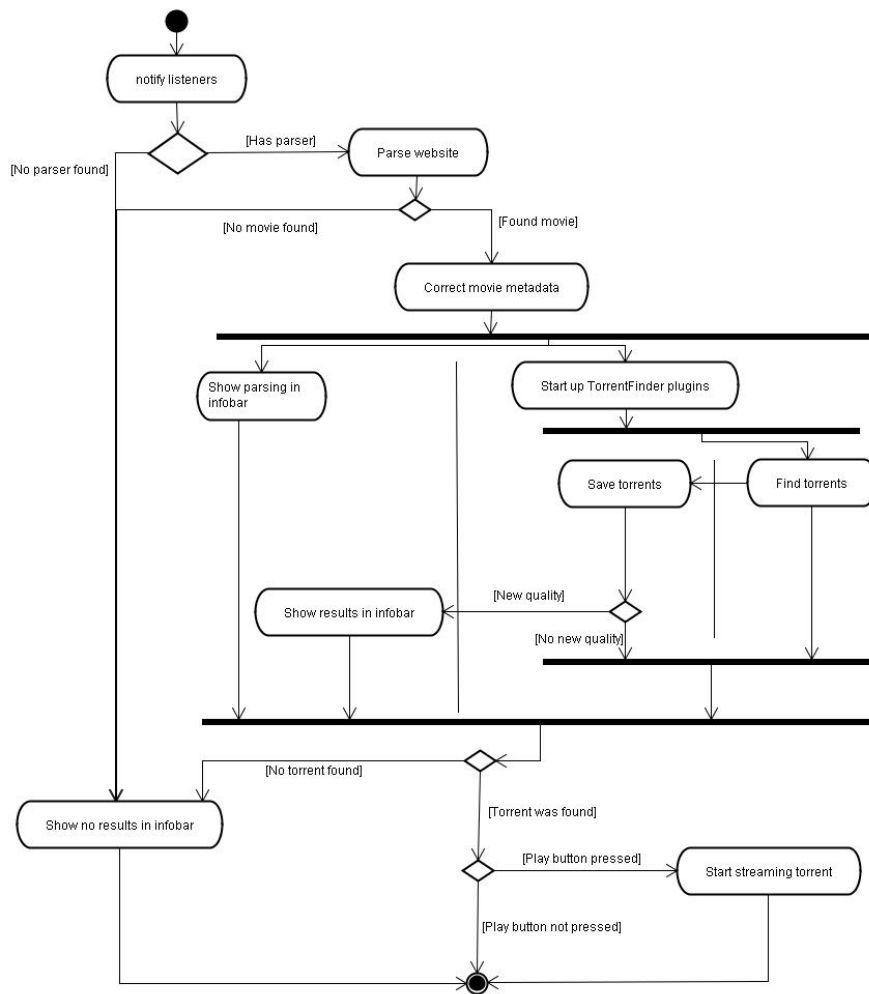 notify listeners
[Has parser]
Parse website
[No parser found]
[No movie found]
[Found movie]
Correct movie metadata
Show parsing in
infobar
Start up TorrentFinder plugins
Save torrents
Find torrents
[New quality]
Show results in infobar
[No new quality]
[No torrent found]
[Torrent was found]
Show no results in infobar
[Play button pressed]
Start streaming torrent
[Play button not pressed]